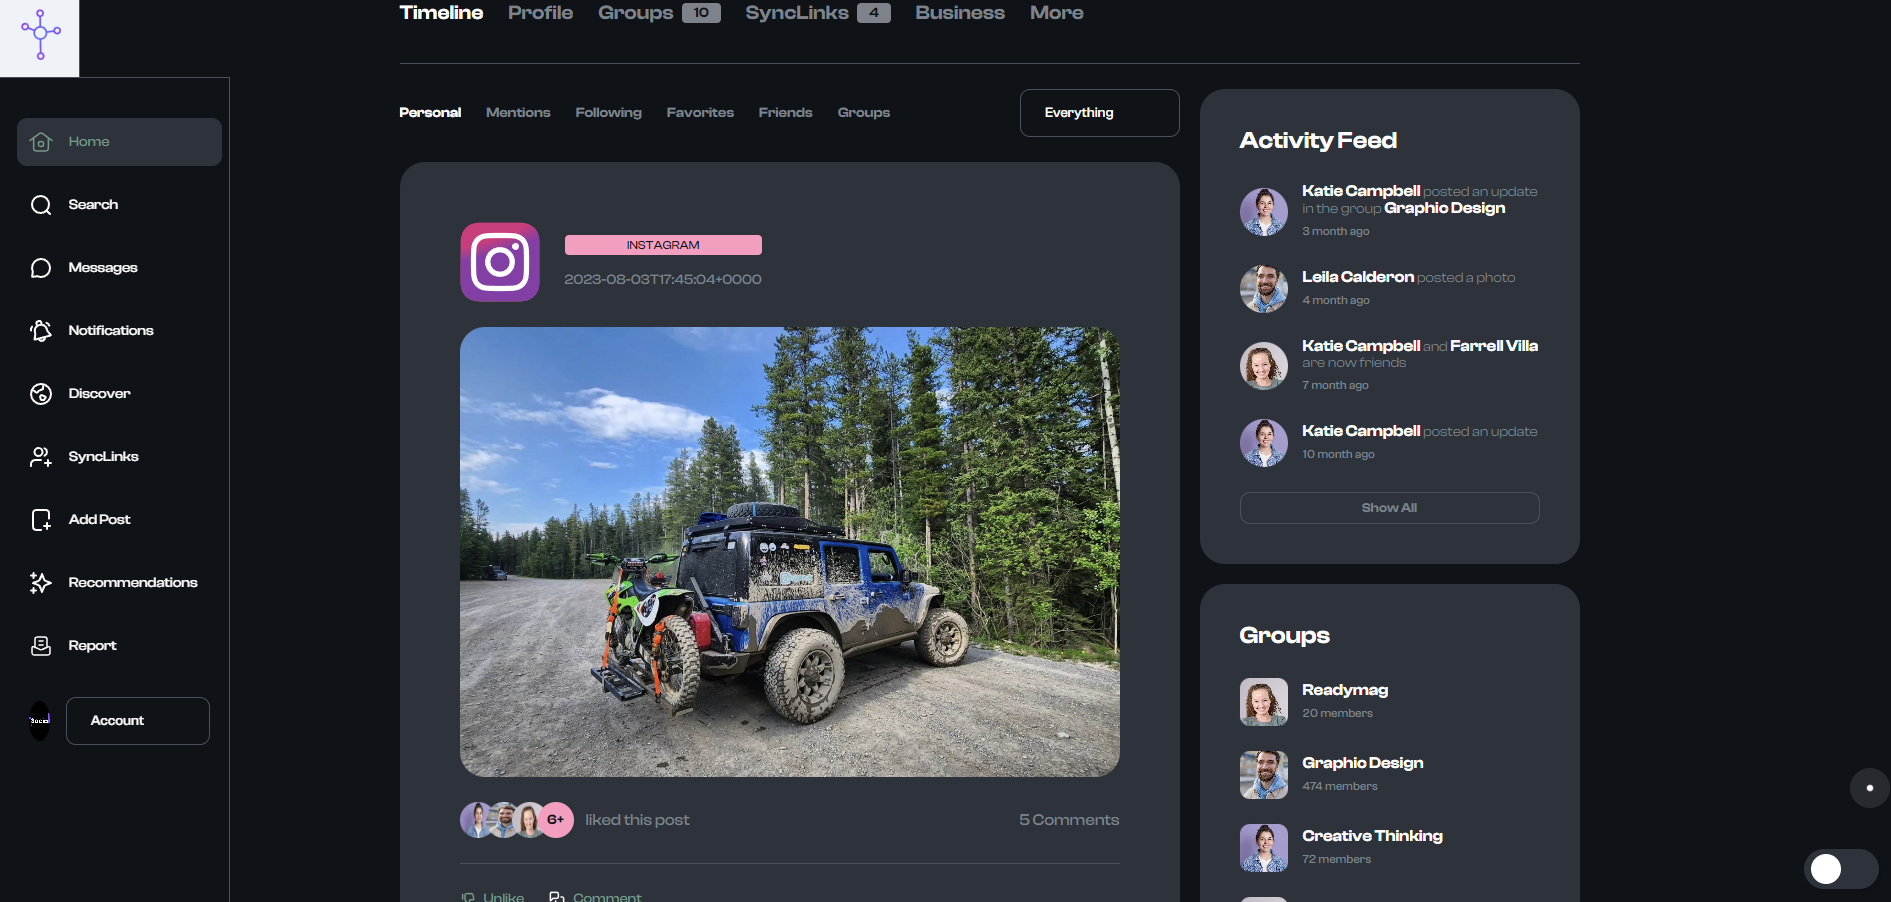 Timeline Profile Groups 10 SyncLinks 4 Business More
Home
Search
Messages
Notifications
Discover
SyncLinks
Add Post
Recommendations
Report
Social
Account
Personal Mentions Following Favorites Friends Groups
Everything
INSTAGRAM
2023-08-03T17:45:04+0000
6+ liked this post
5 Comments
Unlike Comment
Activity Feed
Katie Campbell posted an update
in the group Graphic Design
3 month ago
Leila Calderon posted a photo
4 month ago
Katie Campbell and Farrell Villa
are now friends
7 month ago
Katie Campbell posted an update
10 month ago
Show All
Groups
Readymag
20 members
Graphic Design
474 members
Creative Thinking
72 members